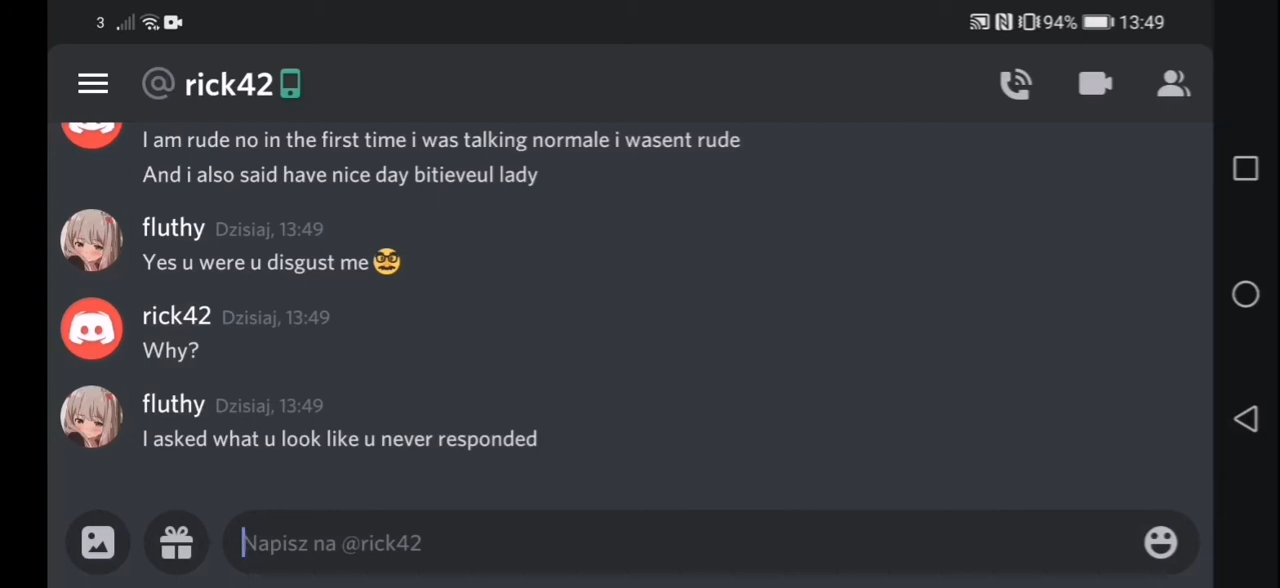 3 94% 13:49
@ rick42
I am rude no in the first time i was talking normale i wasent rude
And i also said have nice day bitieveul lady
fluthy Dzisiaj, 13:49
Yes u were u disgust me 🥸
rick42 Dzisiaj, 13:49
Why?
fluthy Dzisiaj, 13:49
I asked what u look like u never responded
Napisz na @rick42